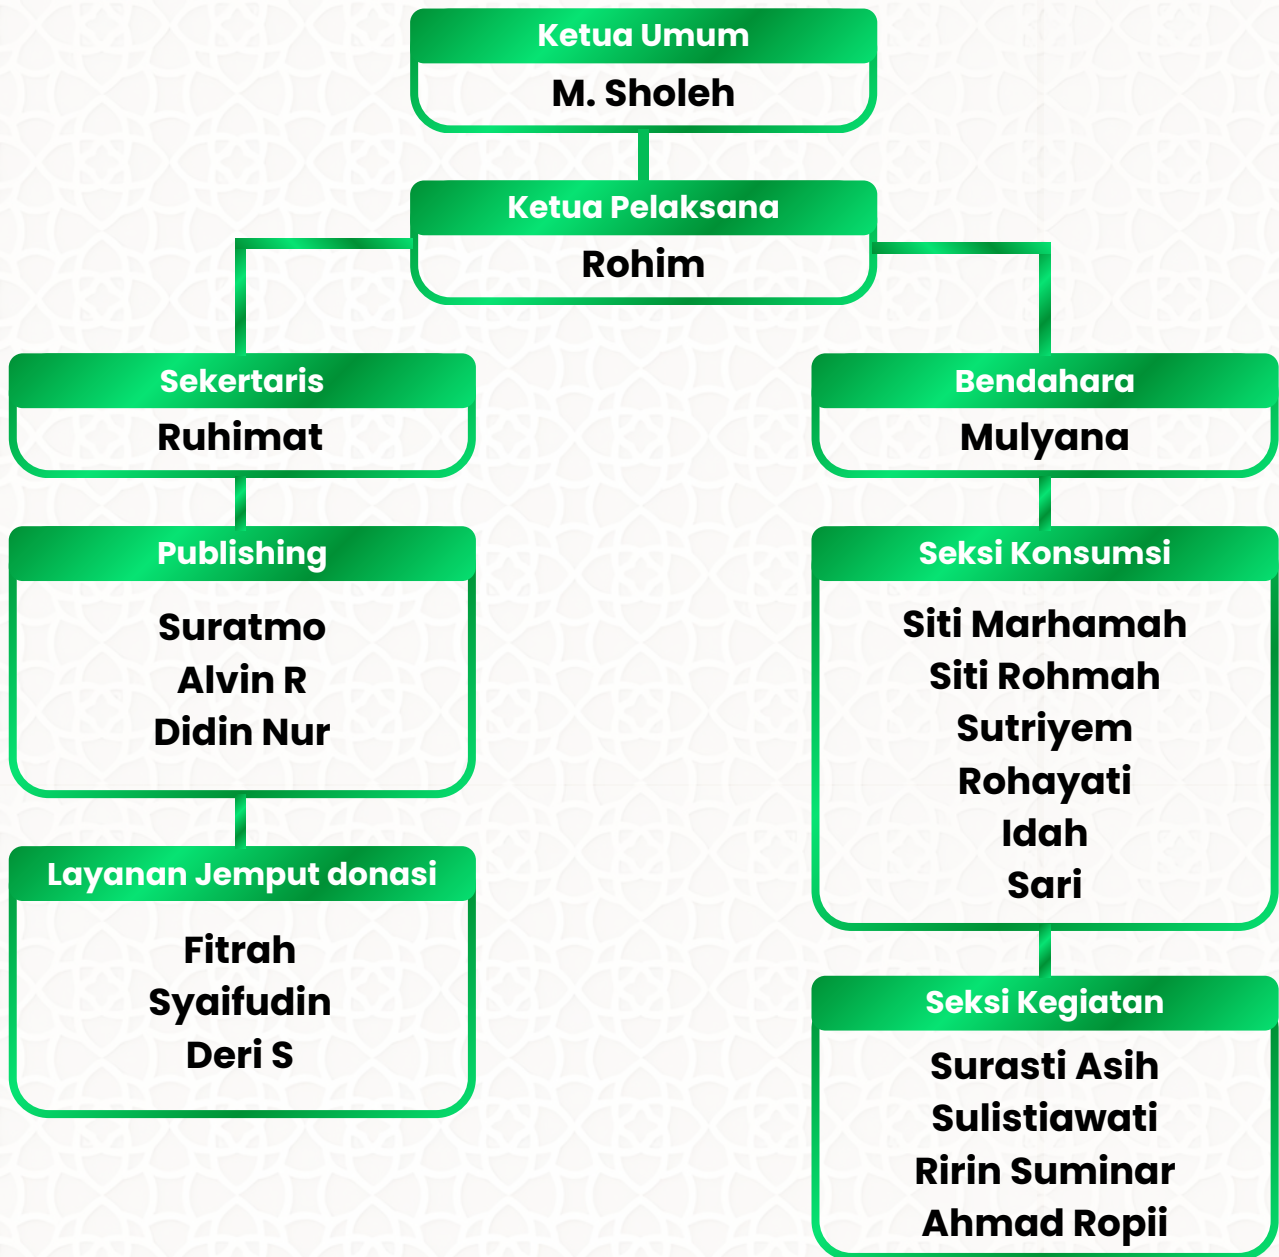 Ketua Umum
M. Sholeh
Ketua Pelaksana
Rohim
Sekertaris
Ruhimat
Publishing
Suratmo
Alvin R
Didin Nur
Layanan Jemput donasi
Fitrah
Syaifudin
Deri S
Bendahara
Mulyana
Seksi Konsumsi
Siti Marhamah
Siti Rohmah
Sutriyem
Rohayati
Idah
Sari
Seksi Kegiatan
Surasti Asih
Sulistiawati
Ririn Suminar
Ahmad Ropii